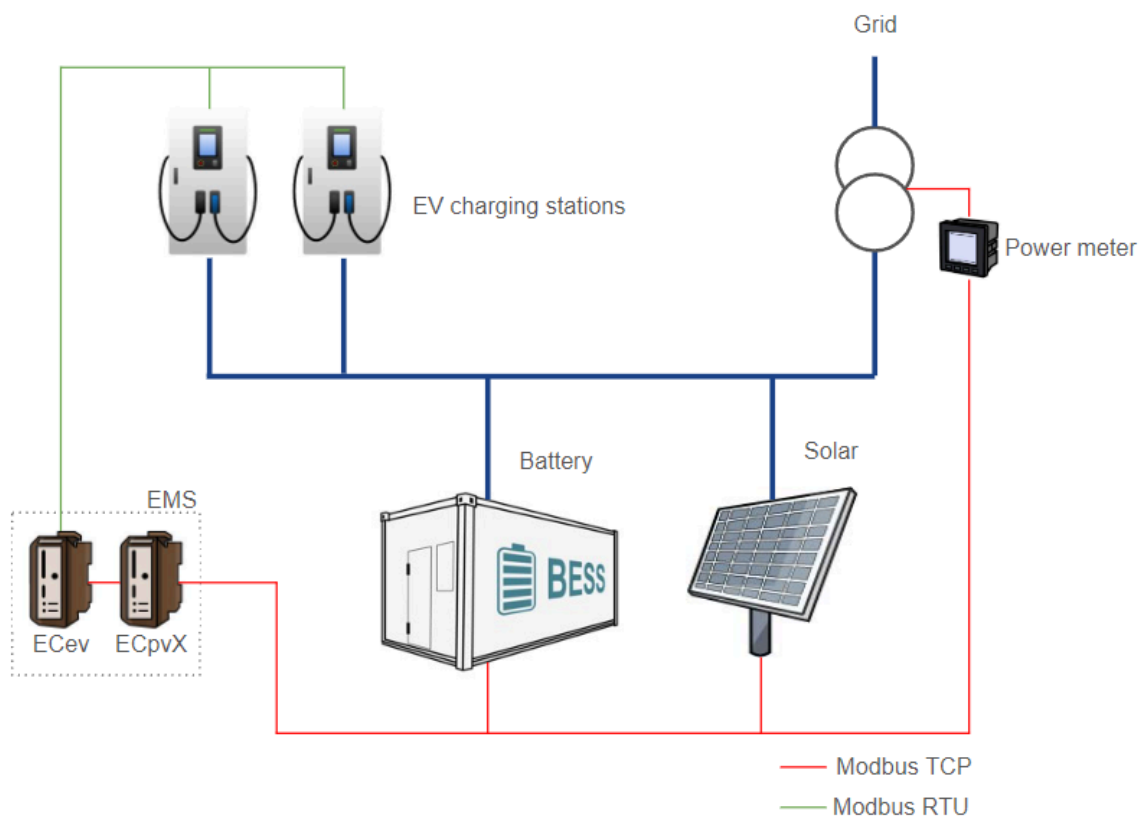 Grid
EV charging stations
Power meter
Battery
Solar
EMS
BESS
ECev
ECpvX
Modbus TCP
Modbus RTU